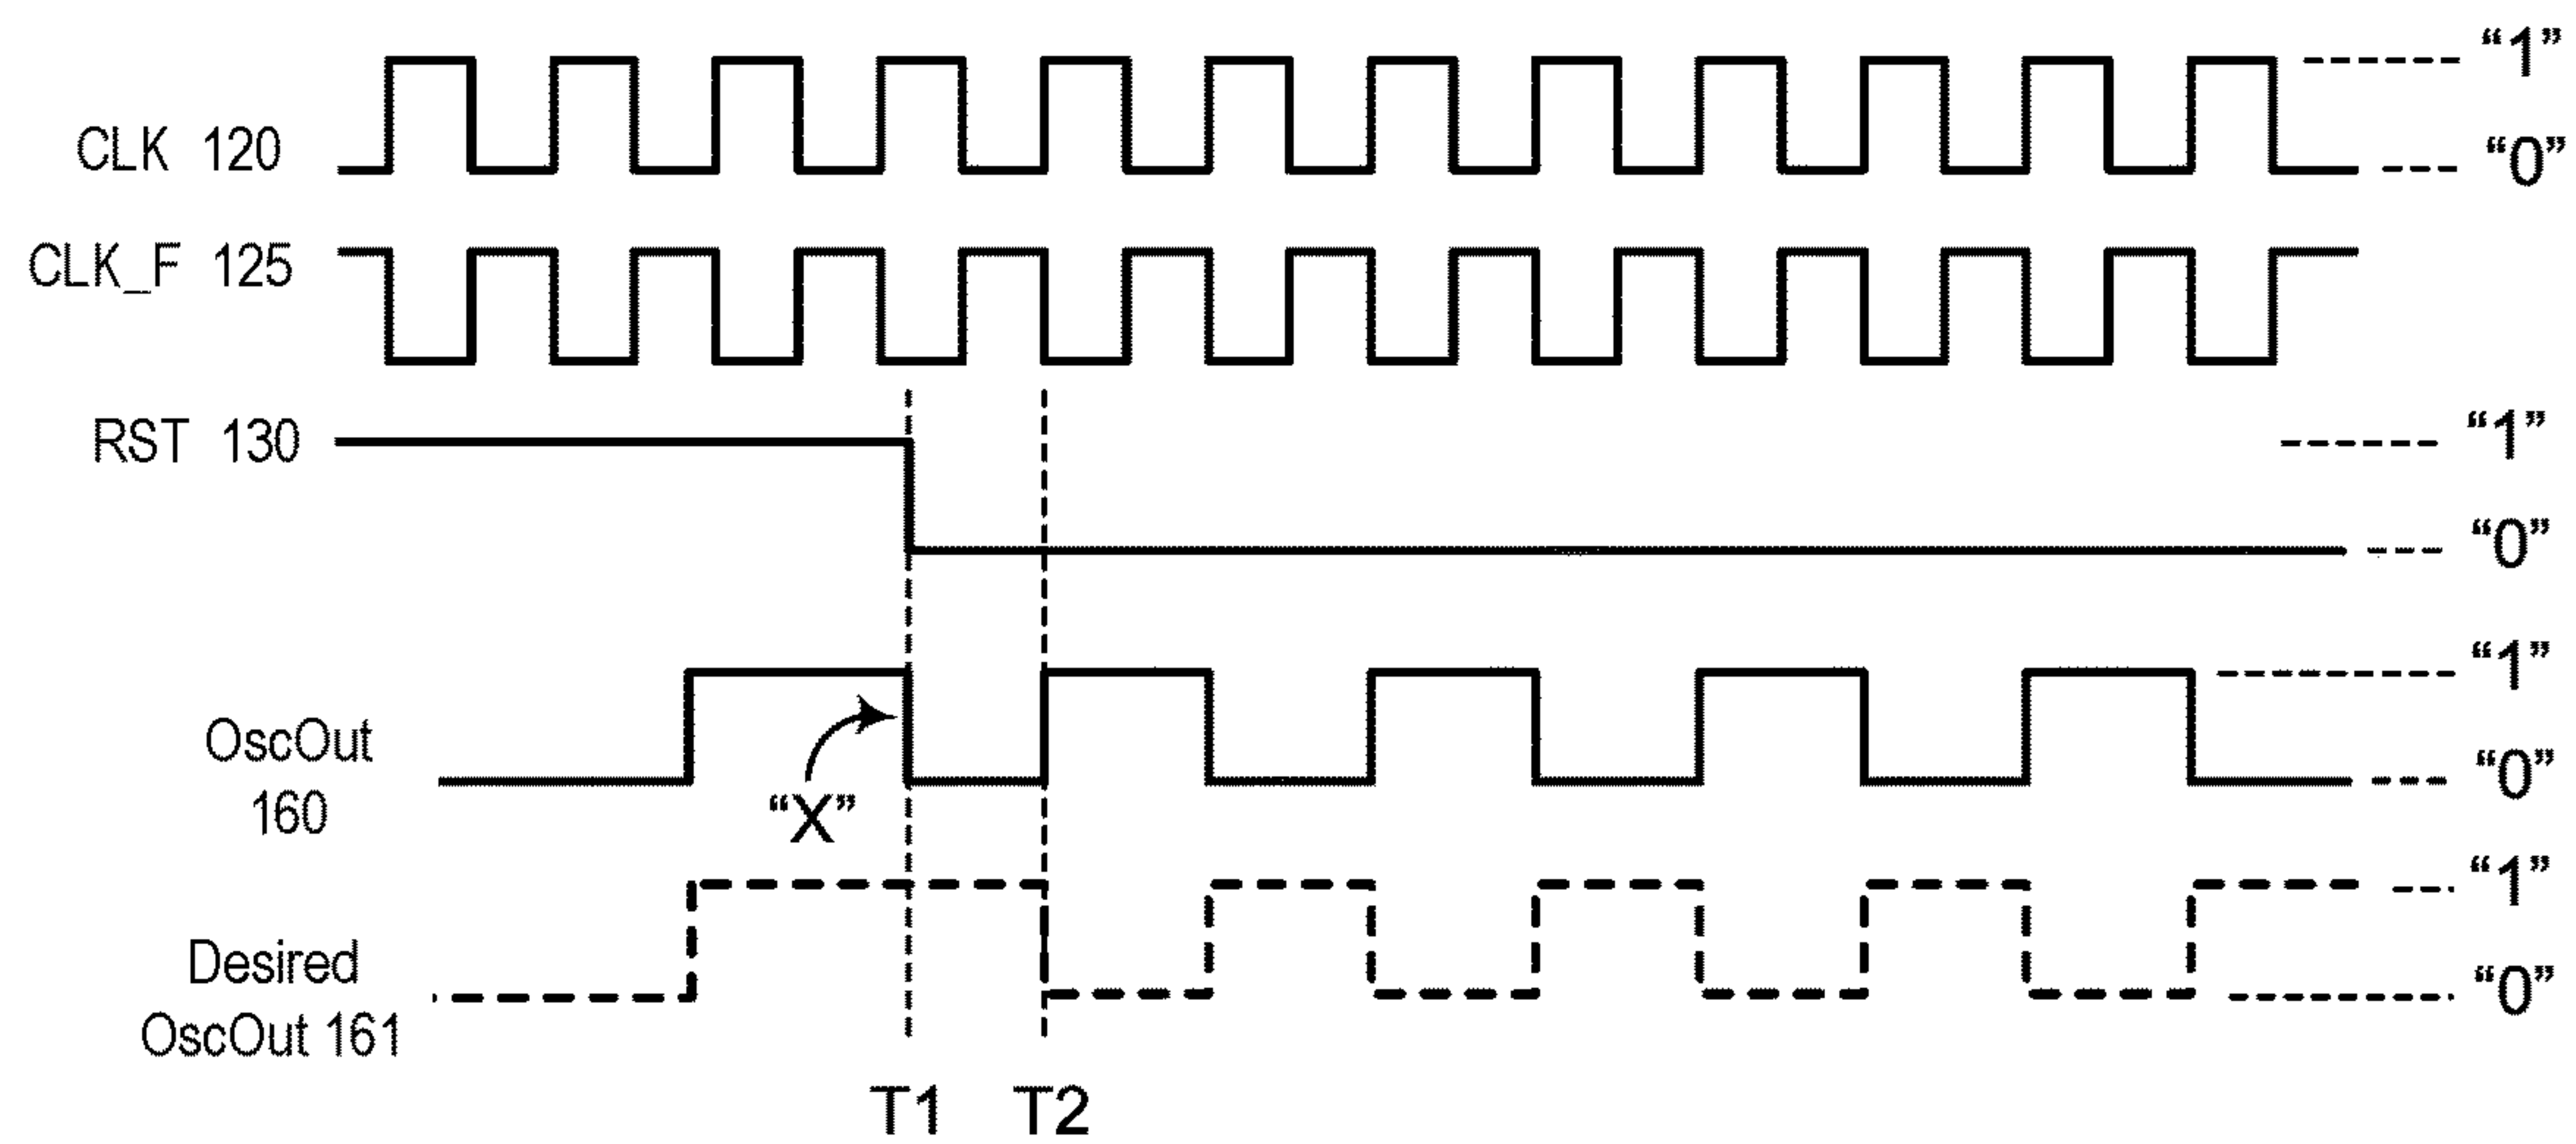 “1”
CLK 120
“0”
CLK_F 125
RST 130
“1”
“0”
“1”
OscOut
160
“X”
“0”
“1”
Desired
OscOut 161
“0”
T1 T2